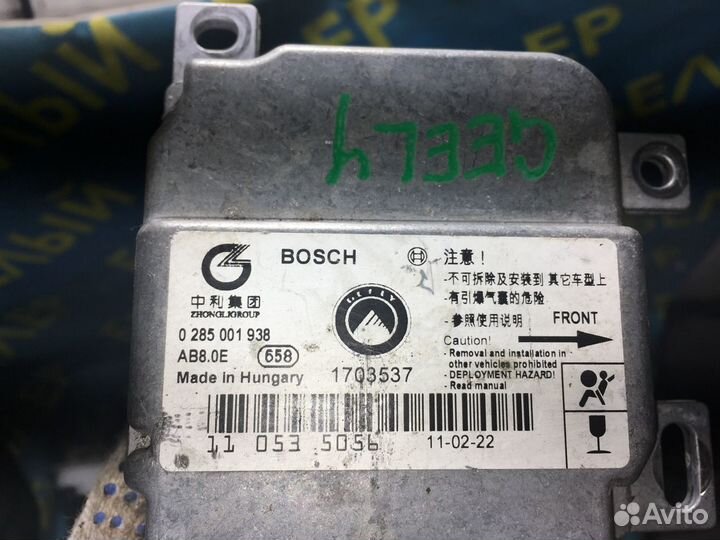 GEELY
BOSCH
注意！
-不可拆除及安装到 其它车型上
-有引爆气囊的危险
-参照使用说明
FRONT
Caution!
- Removal and installation in
other vehicles prohibited
- DEPLOYMENT HAZARD!
- Read manual
中利集团
ZHONGLIGROUP
GEELY
0 285 001 938
AB8.0E
658
Made in Hungary
1703537
11 053 5056
11-02-22
БЕЛЫЙ
Avito